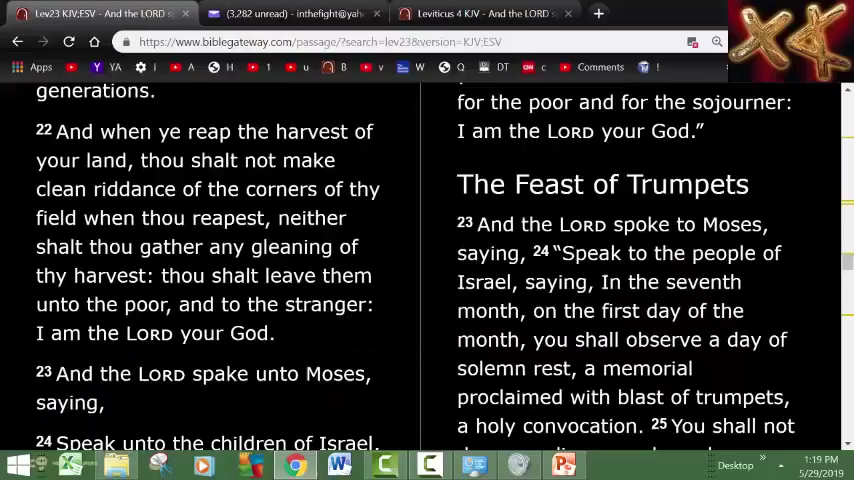 Lev23 KJV;ESV - And the LORD sp
(3,282 unread) - inthefight@yah
Leviticus 4 KJV - And the LORD
https://www.biblegateway.com/passage/?search=lev23&version=KJV;ESV
Apps YA A H B v W Q DT CNN c Comments !
generations.
22 And when ye reap the harvest of
your land, thou shalt not make
clean riddance of the corners of thy
field when thou reapest, neither
shalt thou gather any gleaning of
thy harvest: thou shalt leave them
unto the poor, and to the stranger:
I am the LORD your God.
23 And the LORD spake unto Moses,
saying,
24 Speak unto the children of Israel,
for the poor and for the sojourner:
I am the LORD your God.”
The Feast of Trumpets
23 And the LORD spoke to Moses,
saying, 24 “Speak to the people of
Israel, saying, In the seventh
month, on the first day of the
month, you shall observe a day of
solemn rest, a memorial
proclaimed with blast of trumpets,
a holy convocation. 25 You shall not
Desktop
1:19 PM
5/29/2019